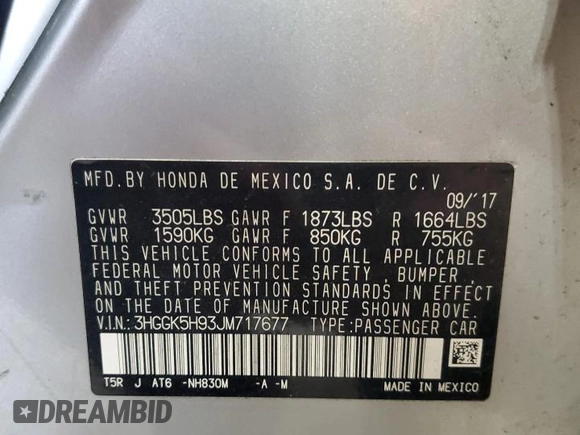 MFD.BY HONDA DE MEXICO S.A. DE C.V.
09/'17
GVWR 3505LBS GAWR F 1873LBS R 1664LBS
GVWR 1590KG GAWR F 850KG R 755KG
THIS VEHICLE CONFORMS TO ALL APPLICABLE
FEDERAL MOTOR VEHICLE SAFETY, BUMPER,
AND THEFT PREVENTION STANDARDS IN EFFECT
ON THE DATE OF MANUFACTURE SHOWN ABOVE.
V.I.N.: 3HGGK5H93JM717677 TYPE:PASSENGER CAR
T5R J AT6 -NH830M -A -M
MADE IN MEXICO
DREAMBID